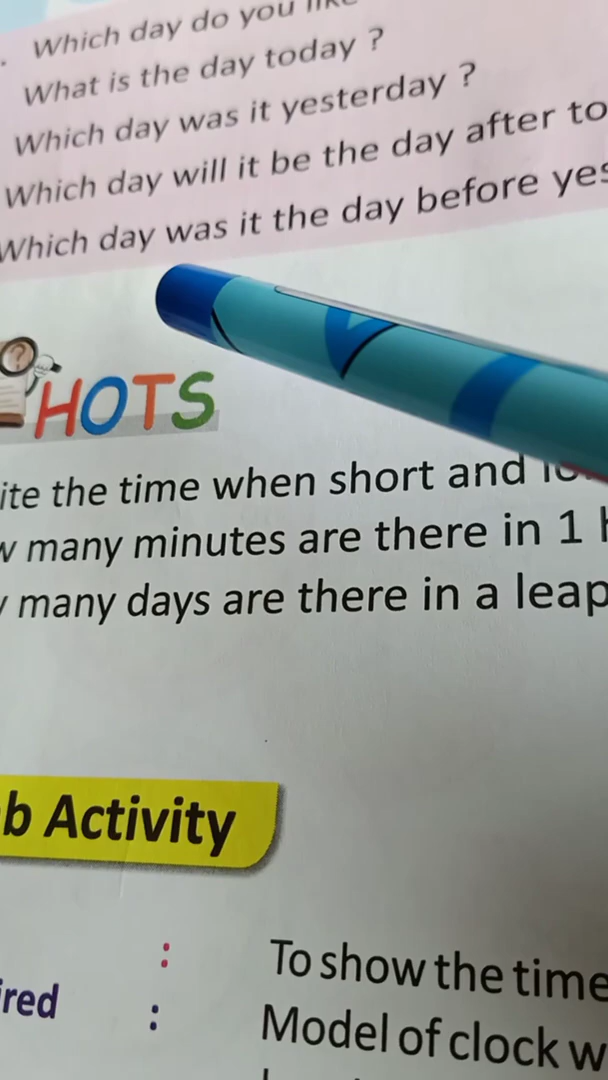 Which day do you
What is the day today ?
Which day was it yesterday ?
Which day will it be the day after to
Which day was it the day before yes
HOTS
ite the time when short and
many minutes are there in 1
many days are there in a leap
b Activity
: To show the time
ired : Model of clock w